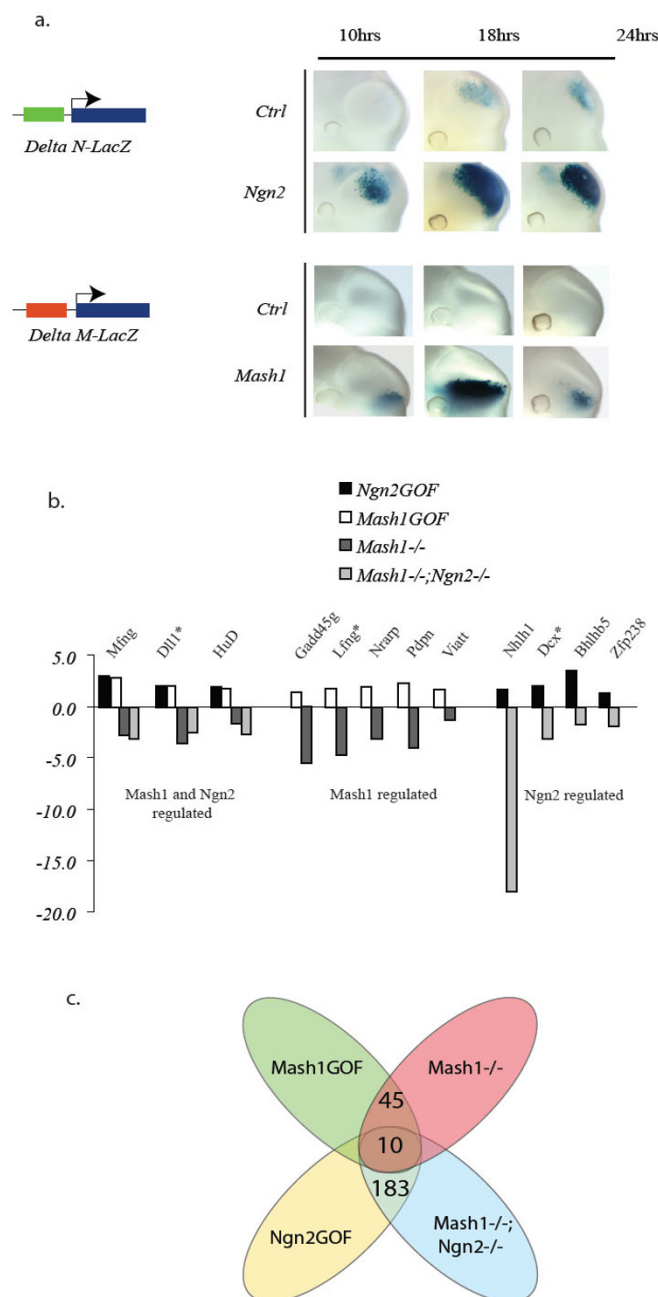 a.
10hrs 18hrs 24hrs
Delta N-LacZ
Ctrl
Ngn2
Delta M-LacZ
Ctrl
Mash1
b.
Ngn2GOF
Mash1GOF
Mash1-/-
Mash1-/-;Ngn2-/-
Mfng Dll1* HuD Gadd45g Lfng* Nrarp Pdpn Viatt Nhlh1 Dcx* Bhlhb5 Zfp238
5.0
0.0
-5.0
-10.0
-15.0
-20.0
Mash1 and Ngn2
regulated
Mash1 regulated
Ngn2 regulated
c.
Mash1GOF
Mash1-/-
45
10
183
Ngn2GOF
Mash1-/-;
Ngn2-/-